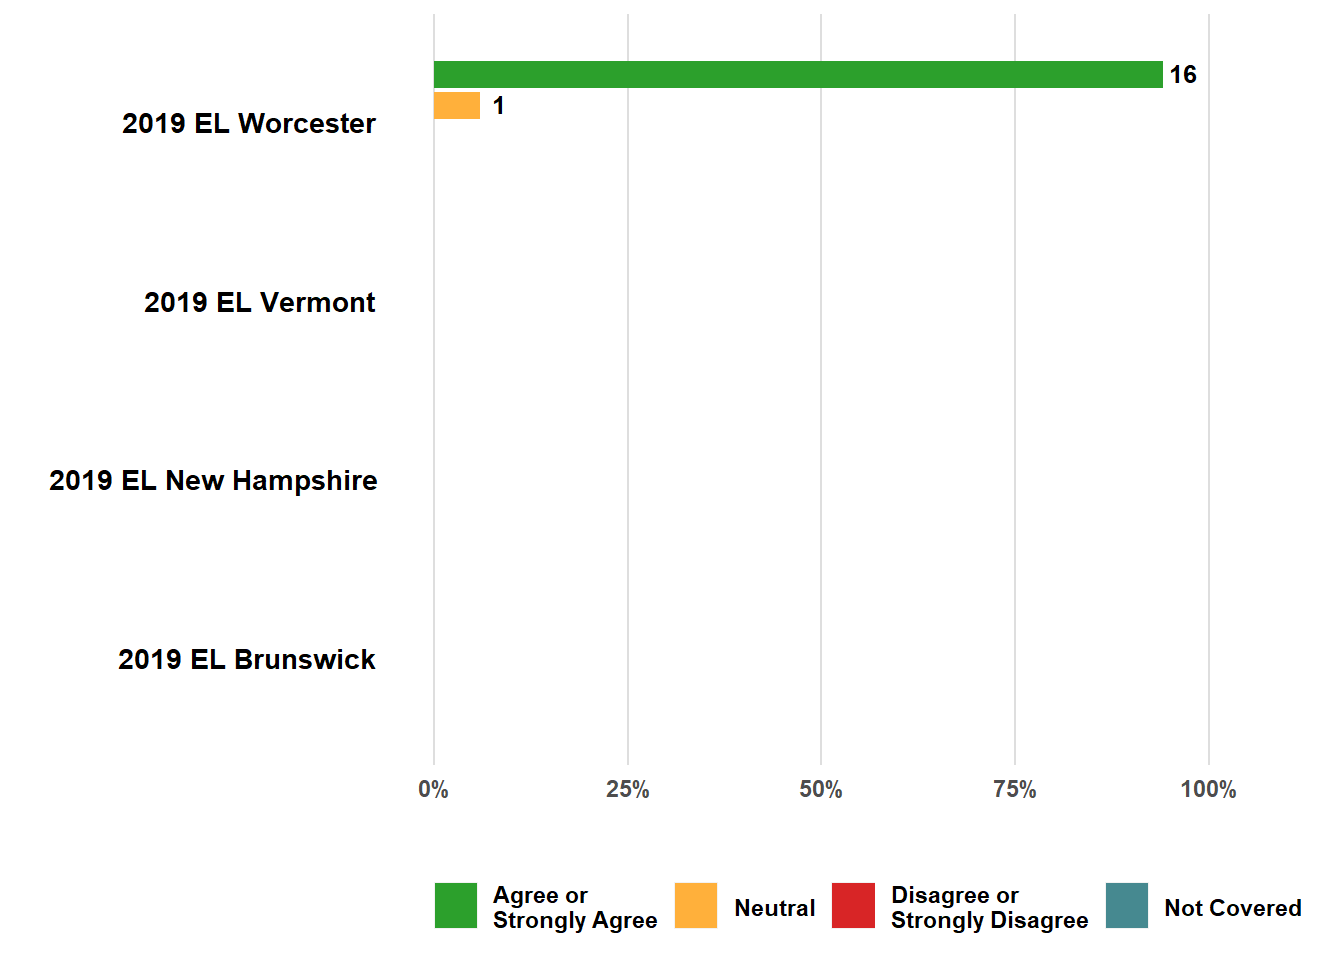 16
1
2019 EL Worcester
2019 EL Vermont
2019 EL New Hampshire
2019 EL Brunswick
0% 25% 50% 75% 100%
Agree or
Strongly Agree
Neutral
Disagree or
Strongly Disagree
Not Covered